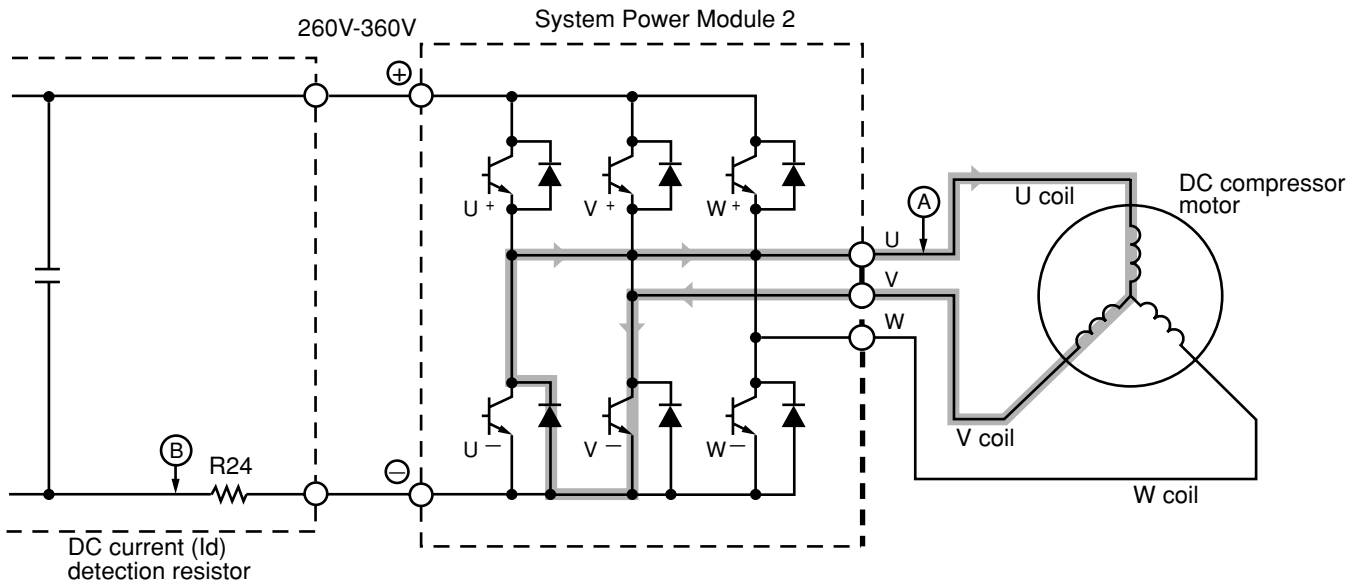 System Power Module 2
260V-360V
+
U +
V +
W +
A
U coil
DC compressor
motor
U
V
W
U −
V −
W −
V coil
W coil
B
R24
−
DC current (Id)
detection resistor